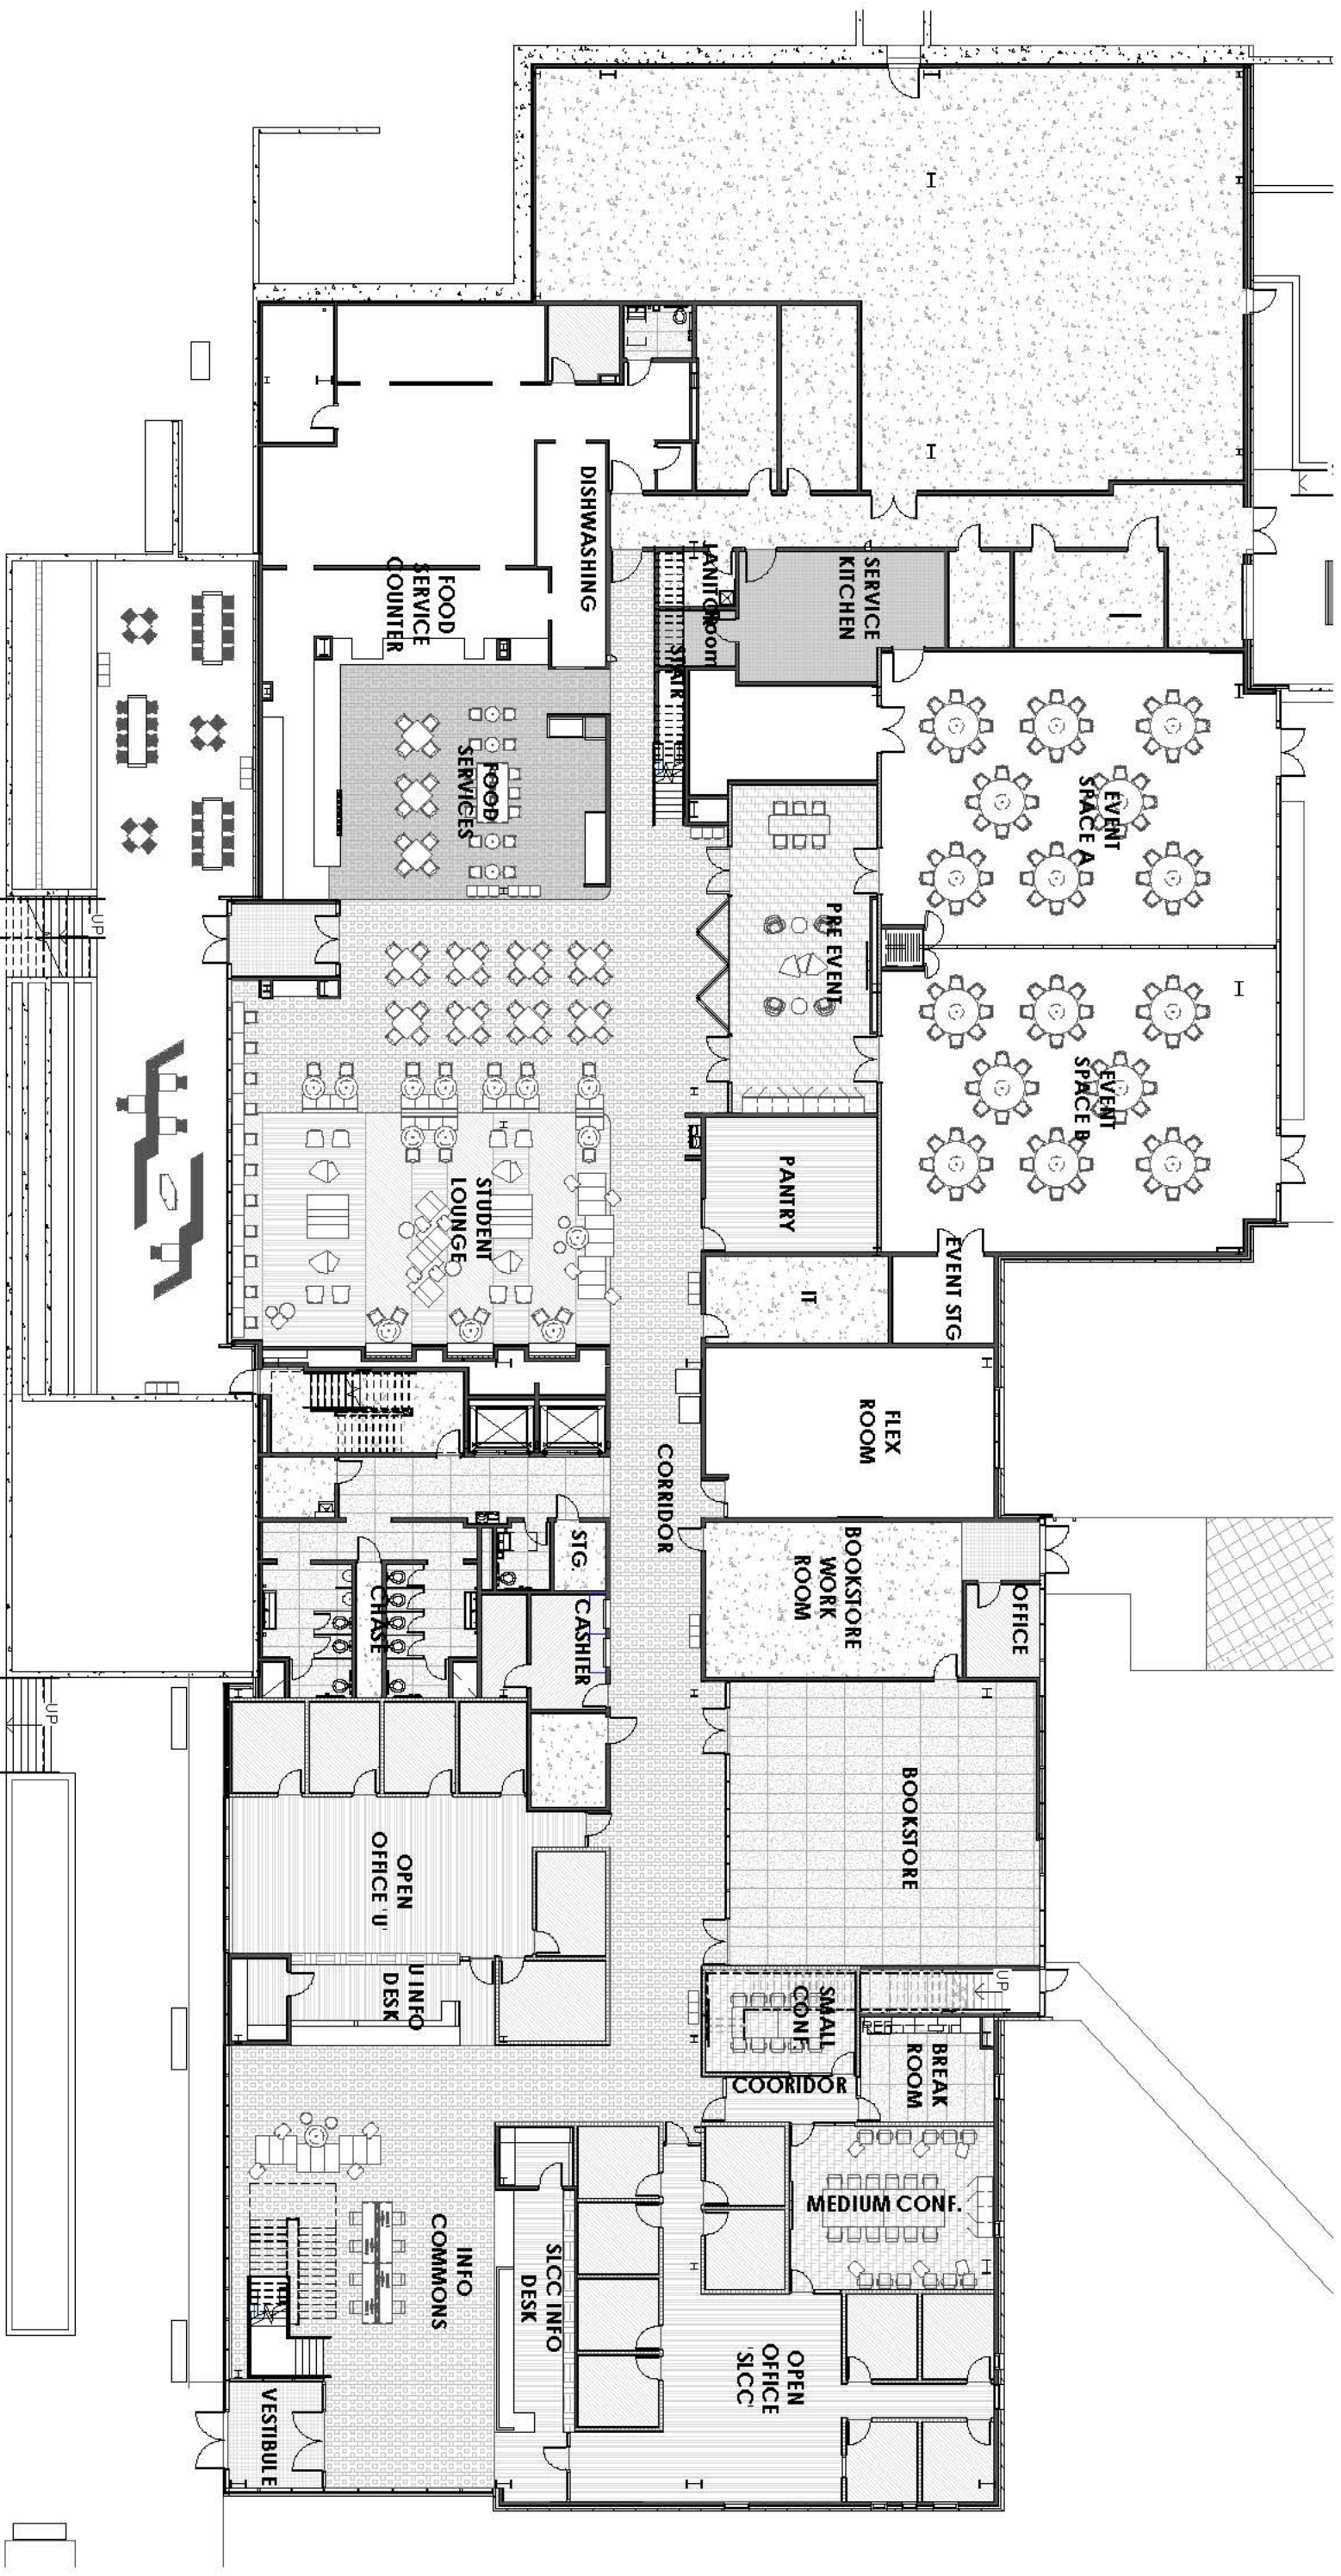 EVENT
SPACE A
EVENT
SPACE B
SERVICE
KITCHEN
JANITOR
Room
STAIR
DISHWASHING
FOOD
SERVICE
COUNTER
FOOD
SERVICES
PRE EVENT
PANTRY
EVENT STG
IT
STUDENT
LOUNGE
FLEX
ROOM
CORRIDOR
BOOKSTORE
WORK
ROOM
OFFICE
STG.
CASHIER
CHASE
BOOKSTORE
OPEN
OFFICE 'U'
U INFO
DESK
SMALL
CONF.
BREAK
ROOM
COORIDOR
MEDIUM CONF.
INFO
COMMONS
SLCC INFO
DESK
OPEN
OFFICE
'SLCC'
VESTIBULE
UP
UP
UP